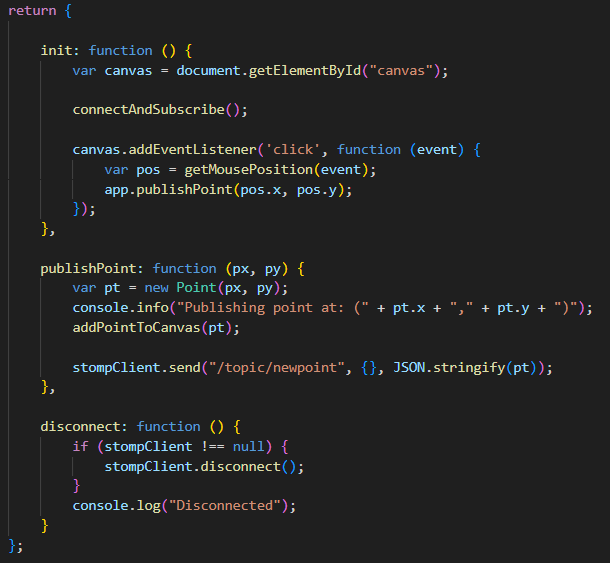 return {
init: function () {
var canvas = document.getElementById("canvas");
connectAndSubscribe();
canvas.addEventListener('click', function (event) {
var pos = getMousePosition(event);
app.publishPoint(pos.x, pos.y);
});
},
publishPoint: function (px, py) {
var pt = new Point(px, py);
console.info("Publishing point at: (" + pt.x + "," + pt.y + ")");
addPointToCanvas(pt);
stompClient.send("/topic/newpoint", {}, JSON.stringify(pt));
},
disconnect: function () {
if (stompClient !== null) {
stompClient.disconnect();
}
console.log("Disconnected");
}
};